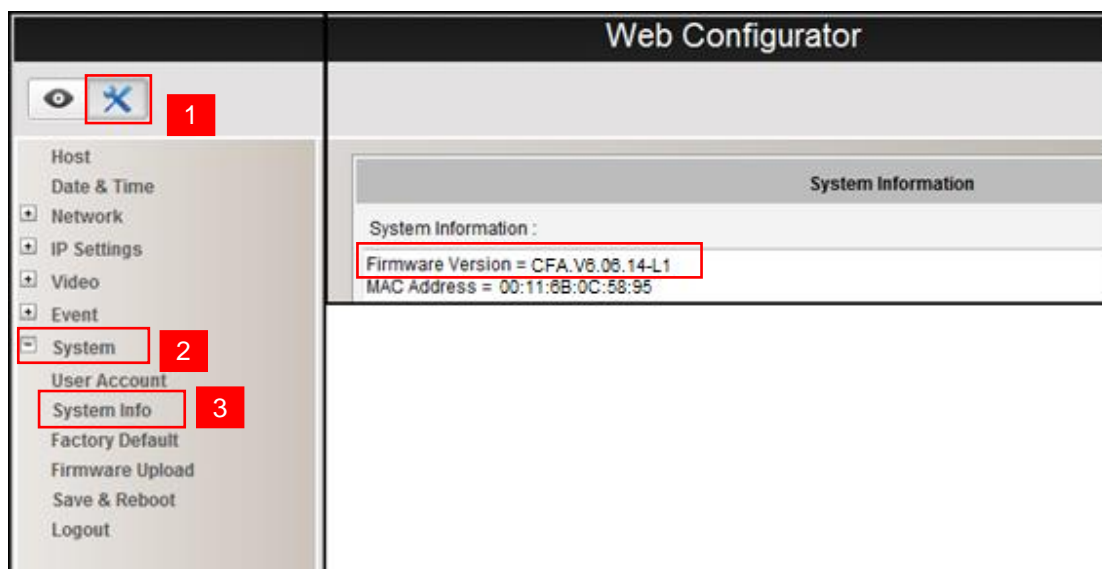 Web Configurator
1
Host
Date & Time
Network
IP Settings
Video
Event
System
2
User Account
System Info
3
Factory Default
Firmware Upload
Save & Reboot
Logout
System Information
System Information :
Firmware Version = CFA.V6.06.14-L1
MAC Address = 00:11:6B:0C:58:95